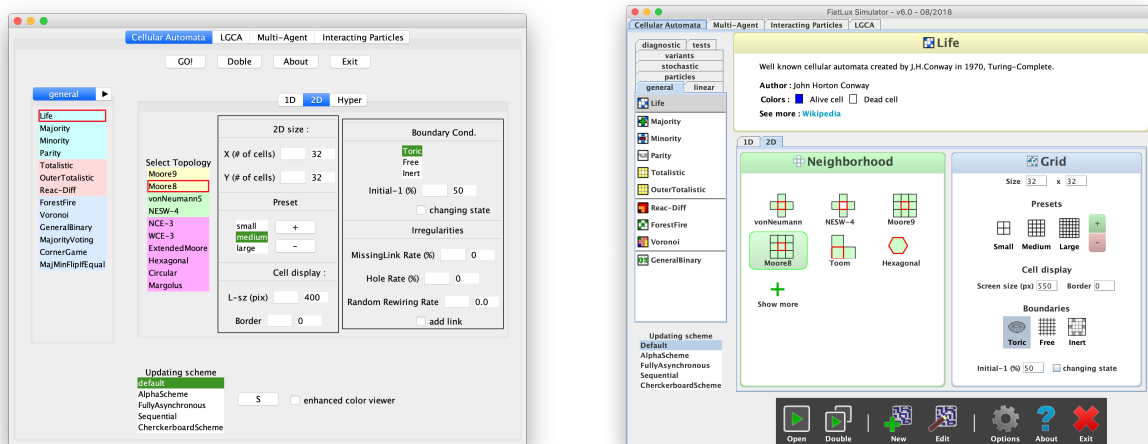 Cellular Automata LGCA Multi-Agent Interacting Particles
GO! Doble About Exit
general
Life
Majority
Minority
Parity
Totalistic
OuterTotalistic
Reac-Diff
ForestFire
Voronoi
GeneralBinary
MajorityVoting
CornerGame
MajMinFlipIfEqual
1D 2D Hyper
Select Topology
Moore9
Moore8
vonNeumann5
NESW-4
NCE-3
WCE-3
ExtendedMoore
Hexagonal
Circular
Margolus
2D size :
X (# of cells) 32
Y (# of cells) 32
Preset
small
medium
large
+
-
Cell display :
L-sz (pix) 400
Border 0
Boundary Cond.
Toric
Free
Inert
Initial-1 (%) 50
changing state
Irregularities
MissingLink Rate (%) 0
Hole Rate (%) 0
Random Rewiring Rate 0.0
add link
Updating scheme
default
AlphaScheme
FullyAsynchronous
Sequential
CherckerboardScheme
S enhanced color viewer
FiatLux Simulator - v6.0 - 08/2018
Cellular Automata Multi-Agent Interacting Particles LGCA
diagnostic tests
variants
stochastic
particles
general linear
Life
Majority
Minority
Parity
Totalistic
OuterTotalistic
Reac-Diff
ForestFire
Voronoi
GeneralBinary
Updating scheme
Default
AlphaScheme
FullyAsynchronous
Sequential
CherckerboardScheme
Life
Well known cellular automata created by J.H.Conway in 1970, Turing-Complete.
Author : John Horton Conway
Colors : Alive cell Dead cell
See more : Wikipedia
1D 2D
Neighborhood
vonNeumann NESW-4 Moore9
Moore8 Toom Hexagonal
+
Show more
Grid
Size 32 x 32
Presets
Small Medium Large
+
-
Cell display
Screen size (px) 550 Border 0
Boundaries
Toric Free Inert
Initial-1 (%) 50 changing state
Open Double New Edit Options About Exit